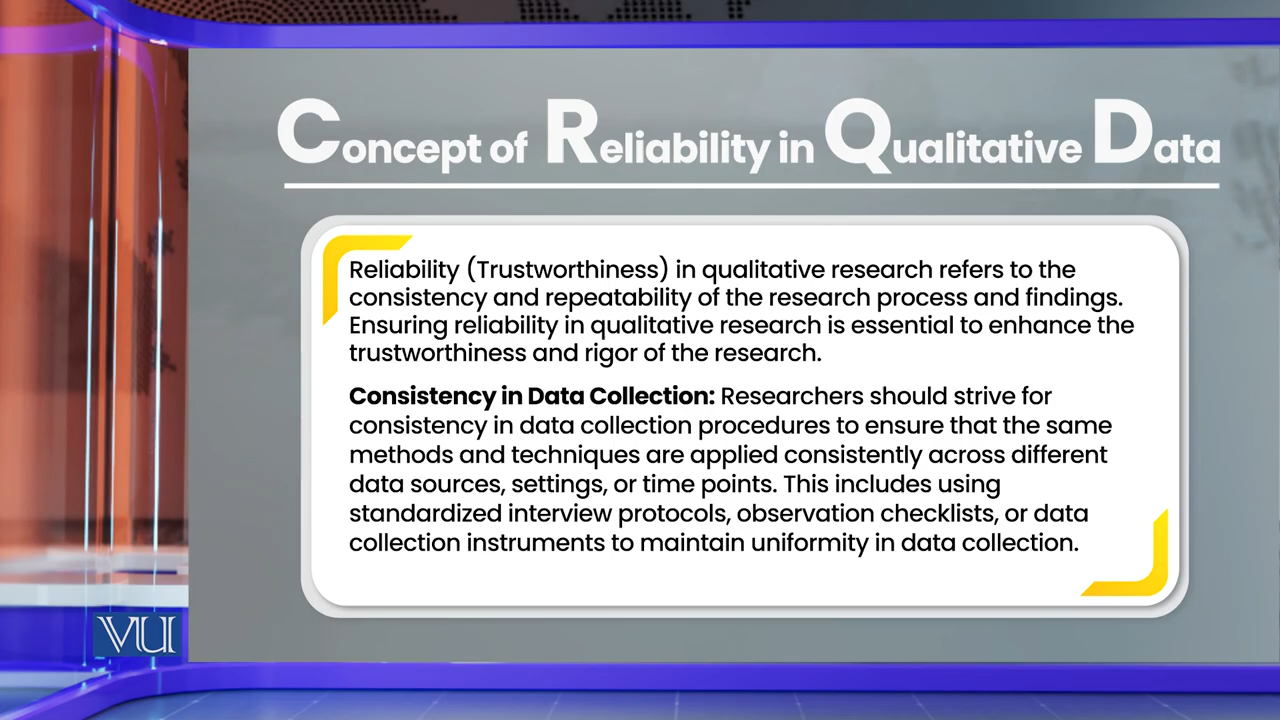 Concept of Reliability in Qualitative Data
Reliability (Trustworthiness) in qualitative research refers to the
consistency and repeatability of the research process and findings.
Ensuring reliability in qualitative research is essential to enhance the
trustworthiness and rigor of the research.
Consistency in Data Collection: Researchers should strive for
consistency in data collection procedures to ensure that the same
methods and techniques are applied consistently across different
data sources, settings, or time points. This includes using
standardized interview protocols, observation checklists, or data
collection instruments to maintain uniformity in data collection.
VU